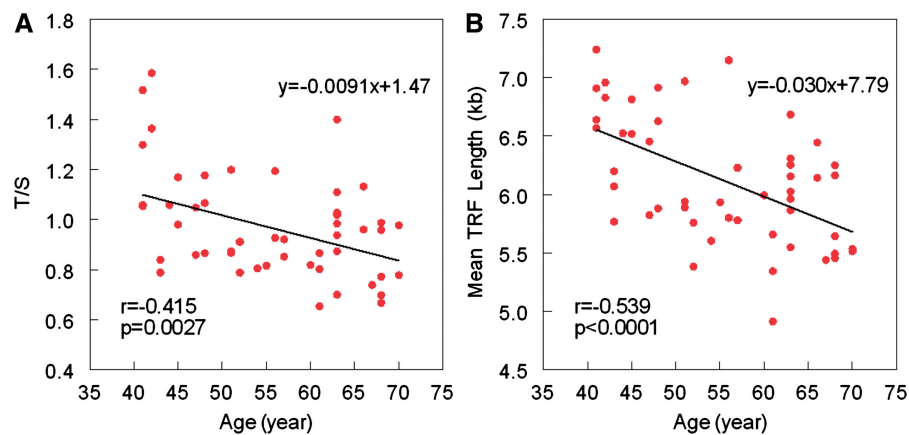 A
T/S
1.8
1.6
1.4
1.2
1.0
0.8
0.6
0.4
y=-0.0091x+1.47
r=-0.415
p=0.0027
35 40 45 50 55 60 65 70 75
Age (year)
B
Mean TRF Length (kb)
7.5
7.0
6.5
6.0
5.5
5.0
4.5
y=-0.030x+7.79
r=-0.539
p<0.0001
35 40 45 50 55 60 65 70 75
Age (year)